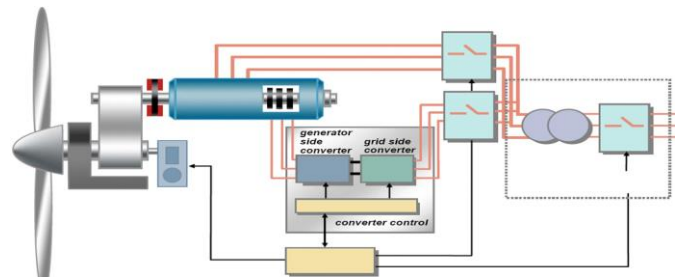 generator
side
converter
grid side
converter
converter control